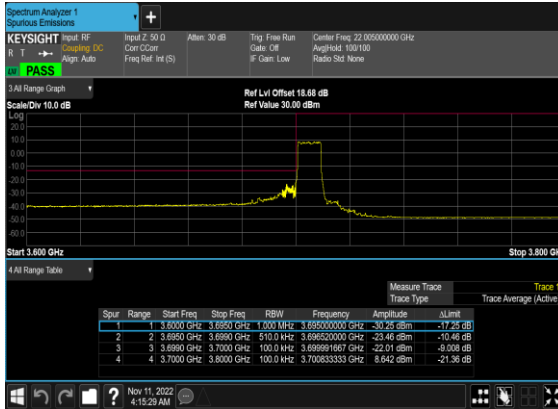 Spectrum Analyzer 1
Spurious Emissions
KEYSIGHT Input: RF Input Z: 50 Ω Atten: 30 dB Trig: Free Run Center Freq: 22.005000000 GHz
R T Coupling: DC Corr CCorr Gate: Off Avg|Hold: 100/100
Align: Auto Freq Ref: Int (S) IF Gain: Low Radio Std: None
PASS
3 All Range Graph
Ref Lvl Offset 18.68 dB
Scale/Div 10.0 dB Ref Value 30.00 dBm
Log
20.0
10.0
0.00
-10.0
-20.0
-30.0
-40.0
-50.0
-60.0
Start 3.600 GHz Stop 3.800 GH
4 All Range Table
Measure Trace Trace 1
Trace Type Trace Average (Active
Spur Range Start Freq Stop Freq RBW Frequency Amplitude ΔLimit
1 1 3.6000 GHz 3.6950 GHz 1.000 MHz 3.695000000 GHz -30.25 dBm -17.25 dB
2 2 3.6950 GHz 3.6990 GHz 510.0 kHz 3.696520000 GHz -23.46 dBm -10.46 dB
3 3 3.6990 GHz 3.7000 GHz 100.0 kHz 3.699991667 GHz -22.01 dBm -9.008 dB
4 4 3.7000 GHz 3.8000 GHz 100.0 kHz 3.700833333 GHz 8.642 dBm -21.36 dB
Nov 11, 2022
4:15:29 AM